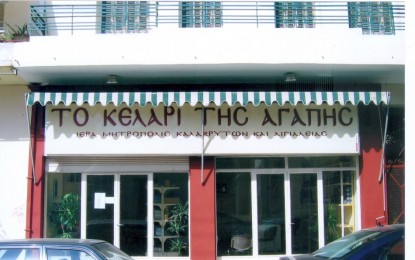 ΤΟ ΚΕΛΑΡΙ ΤΗΣ ΑΓΑΠΗΣ
ΙΕΡΑ ΜΗΤΡΟΠΟΛΙΣ ΚΑΛΑΒΡΥΤΩΝ ΚΑΙ ΑΙΓΙΑΛΕΙΑΣ